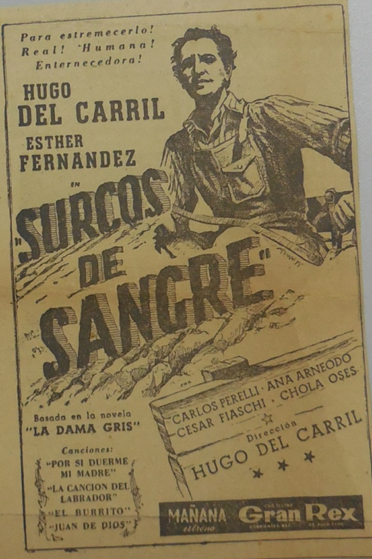 Para estremecerlo!
Real! Humana!
Enternecedora!
HUGO
DEL CARRIL
ESTHER
FERNANDEZ
en
"SURCOS
DE
SANGRE"
Basada en la novela
"LA DAMA GRIS"
Canciones:
"POR SI DUERME
MI MADRE"
"LA CANCION DEL
LABRADOR"
"EL BURRITO"
"JUAN DE DIOS"
CARLOS PERELLI · ANA ARNEODO
CESAR FIASCHI · CHOLA OSES
Dirección
HUGO DEL CARRIL
MAÑANA
estreno
Gran Rex